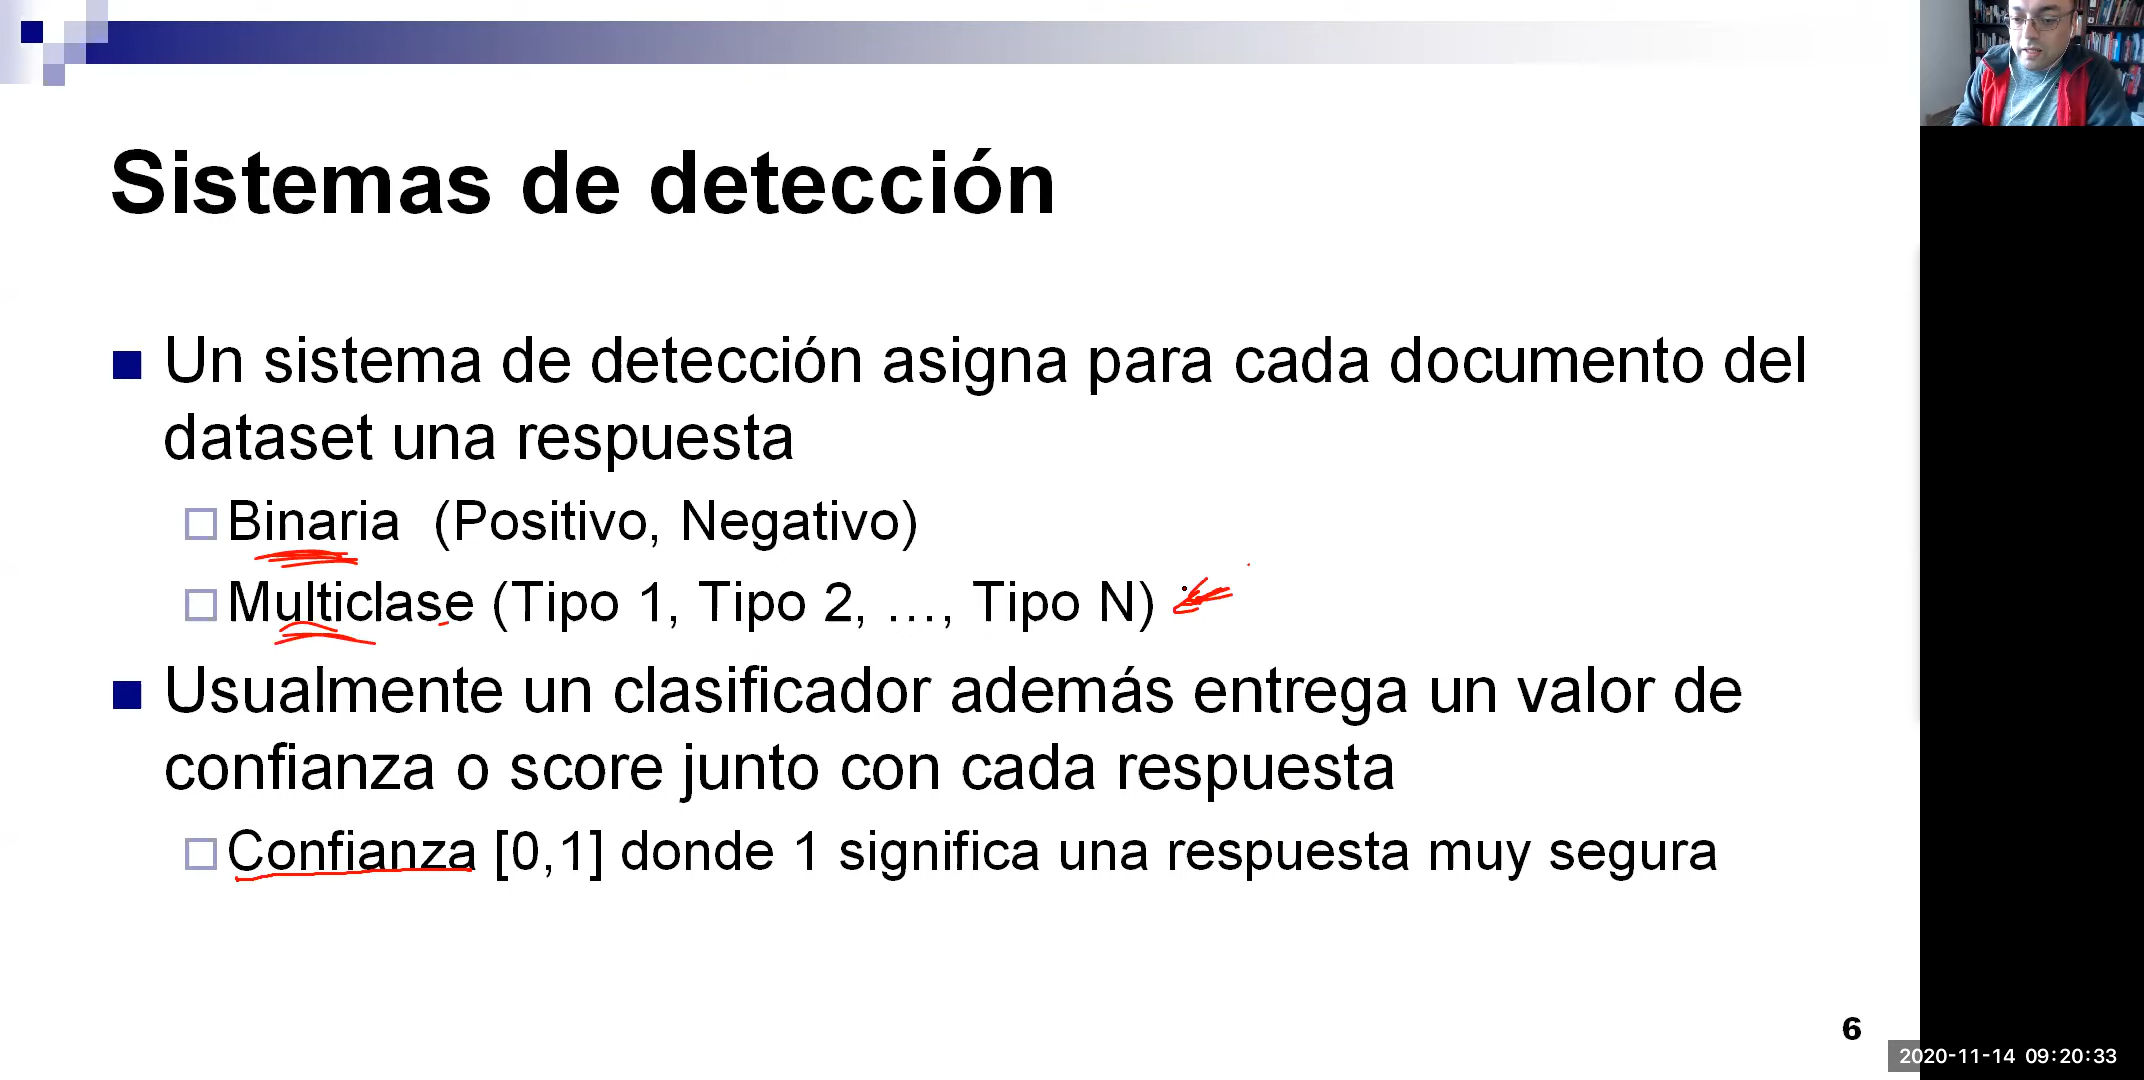 Sistemas de detección
Un sistema de detección asigna para cada documento del
dataset una respuesta
Binaria (Positivo, Negativo)
Multiclase (Tipo 1, Tipo 2, ..., Tipo N)
Usualmente un clasificador además entrega un valor de
confianza o score junto con cada respuesta
Confianza [0,1] donde 1 significa una respuesta muy segura
6
2020-11-14 09:20:33